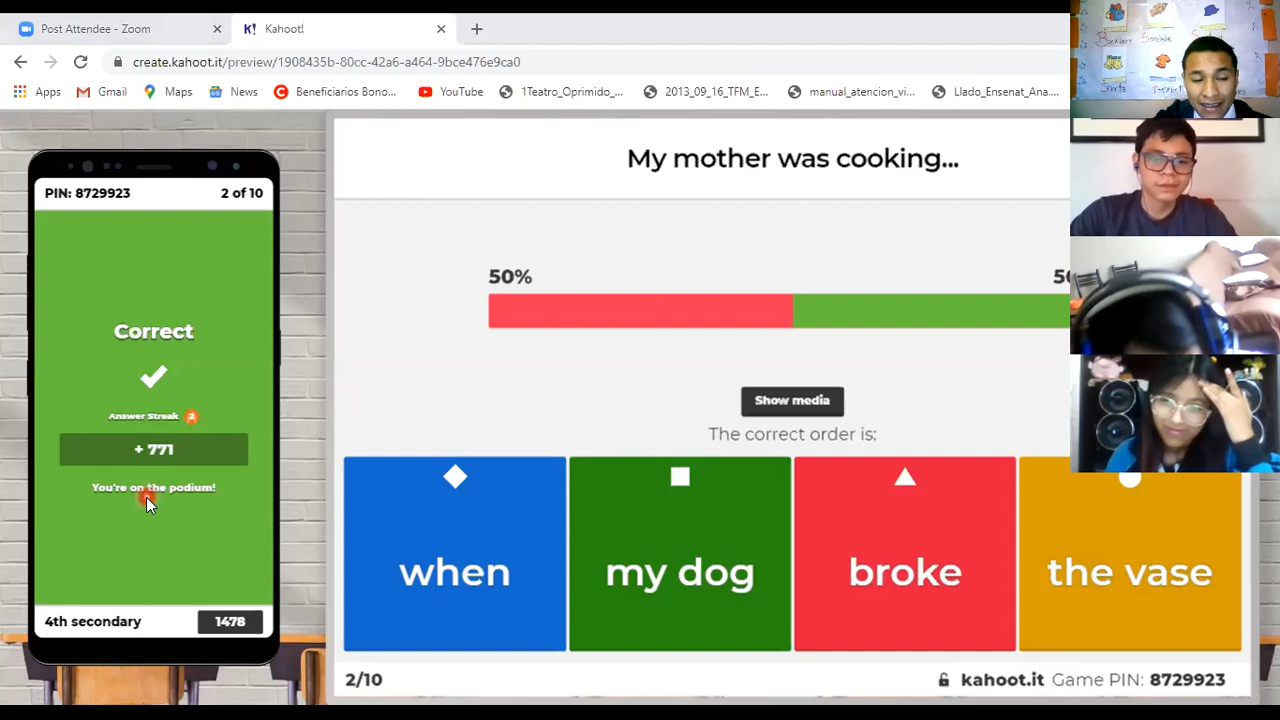 Post Attendee - Zoom
K! Kahoot!
create.kahoot.it/preview/1908435b-80cc-42a6-
Apps Gmail Maps News Beneficiarios Bono... YouTube 1Teatro_Oprimido_... 2013_09_16_TFM_E... manual_atencion_vi... Llado_Ensenat_Ana...
PIN: 8729923 2 of 10
Correct
Answer Streak 2
+ 771
You're on the podium!
4th secondary 1478
My mother was cooking...
50%
Show media
The correct order is:
when my dog broke the vase
2/10 kahoot.it Game PIN: 8729923